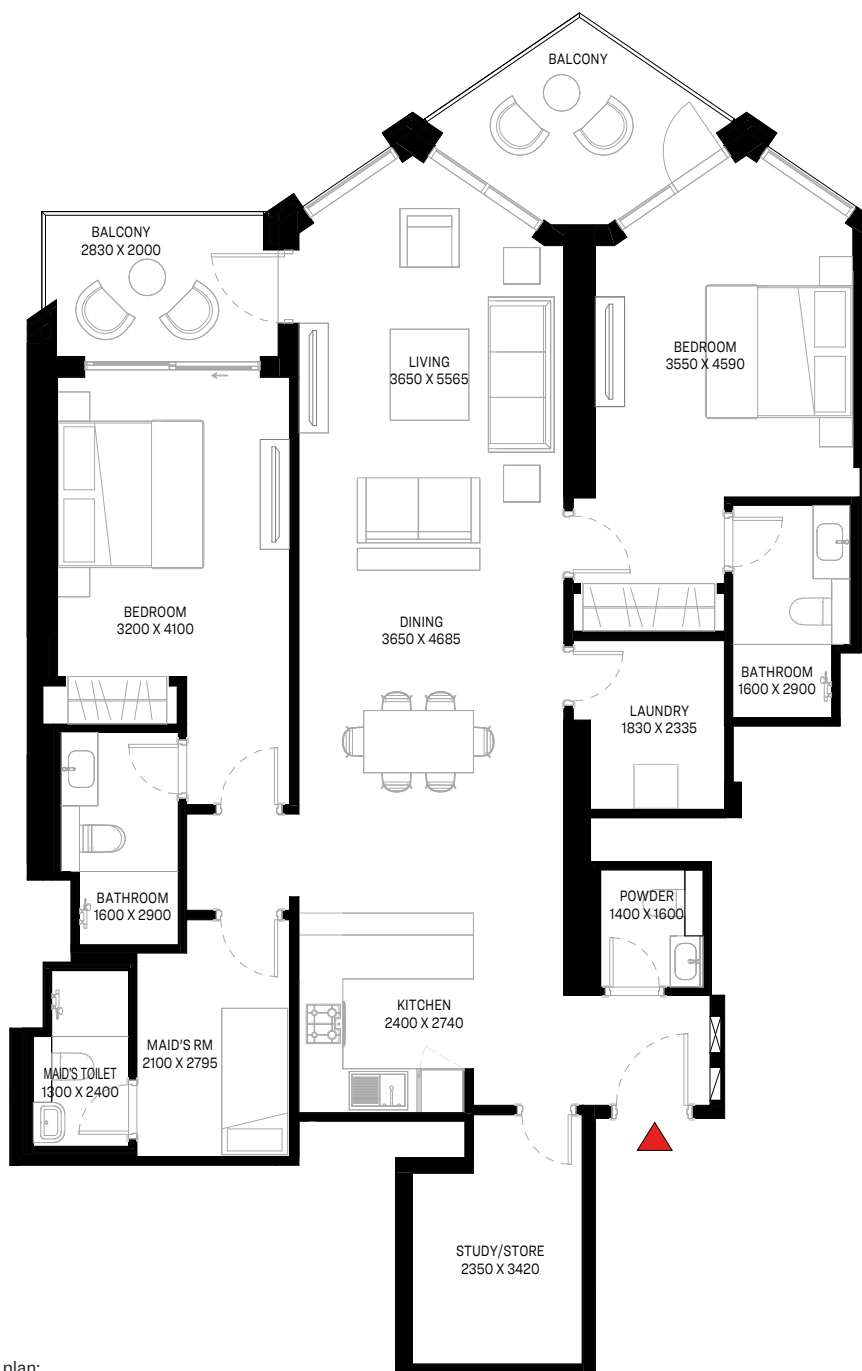 BALCONY
BALCONY
2830 X 2000
LIVING
3650 X 5565
BEDROOM
3550 X 4590
BEDROOM
3200 X 4100
DINING
3650 X 4685
BATHROOM
1600 X 2900
LAUNDRY
1830 X 2335
BATHROOM
1600 X 2900
POWDER
1400 X 1600
KITCHEN
2400 X 2740
MAID'S RM
2100 X 2795
MAID'S TOILET
1300 X 2400
STUDY/STORE
2350 X 3420
plan: